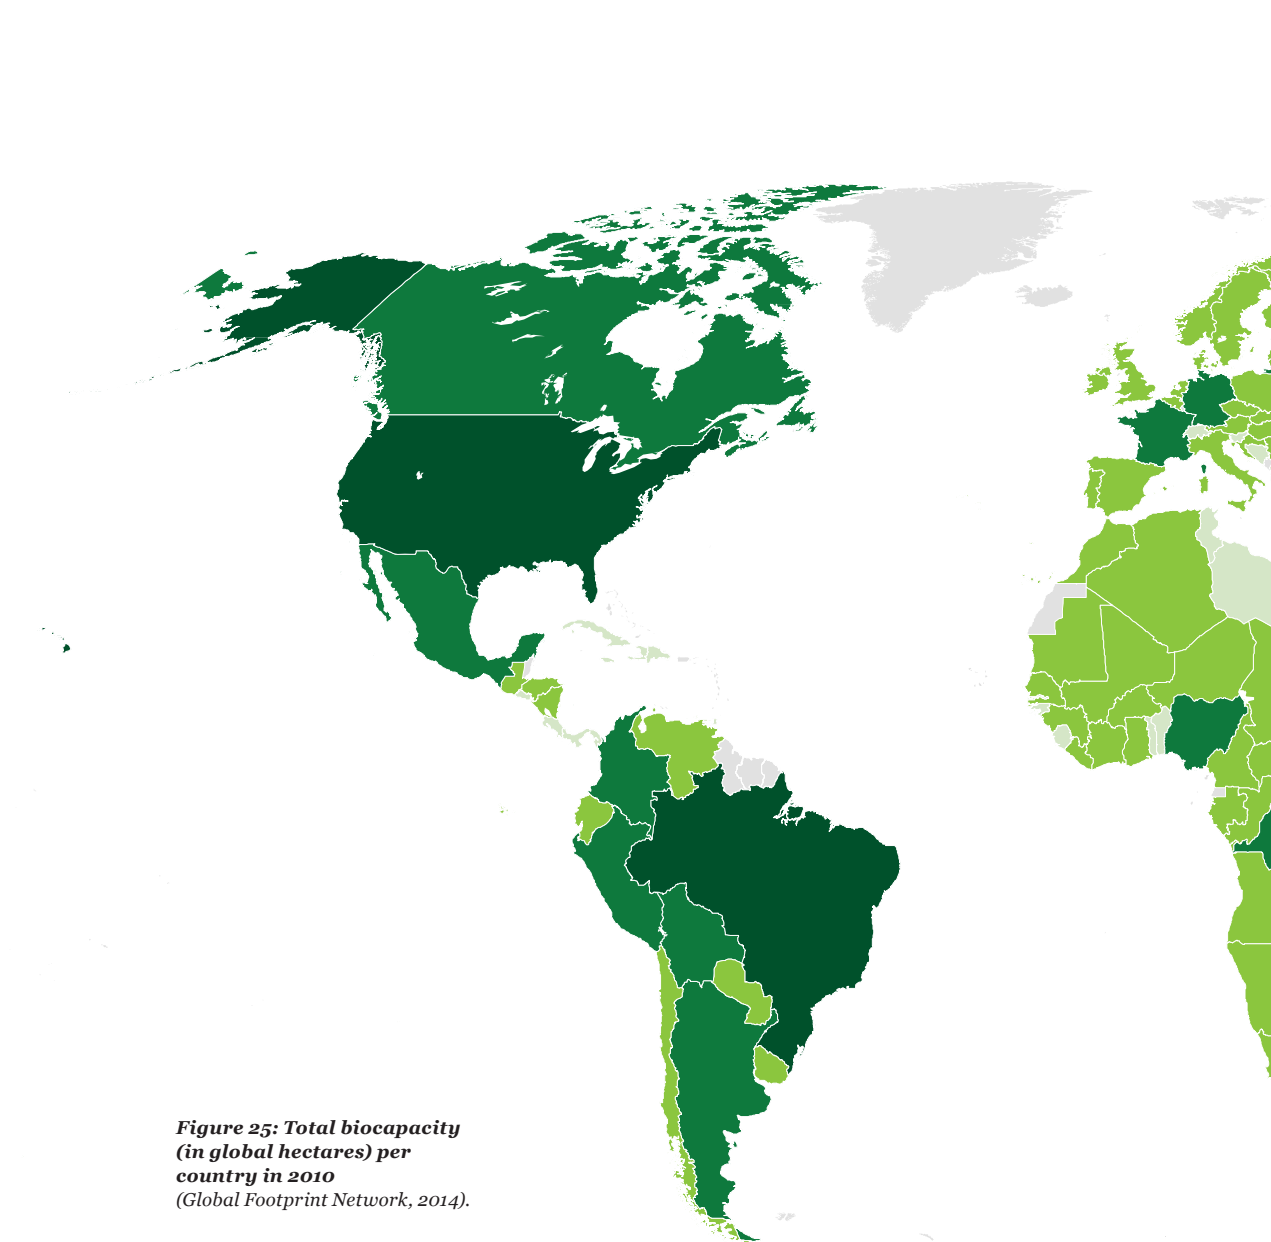 Figure 25: Total biocapacity
(in global hectares) per
country in 2010
(Global Footprint Network, 2014).